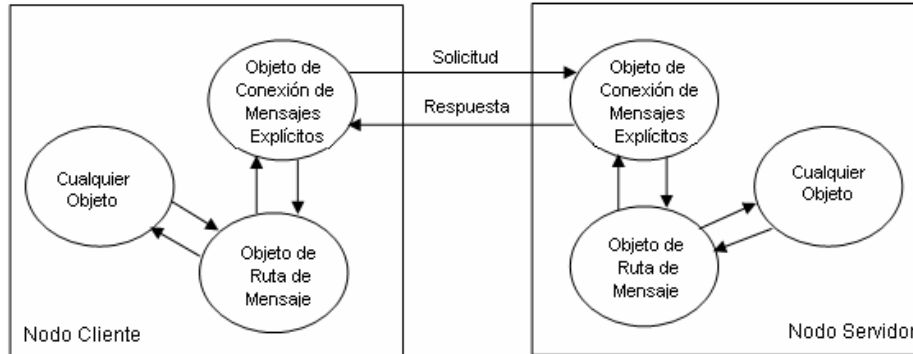 Objeto de
Conexión de
Mensajes
Explícitos
Solicitud
Respuesta
Objeto de
Conexión de
Mensajes
Explícitos
Cualquier
Objeto
Cualquier
Objeto
Objeto de
Ruta de
Mensaje
Objeto de
Ruta de
Mensaje
Nodo Cliente
Nodo Servidor